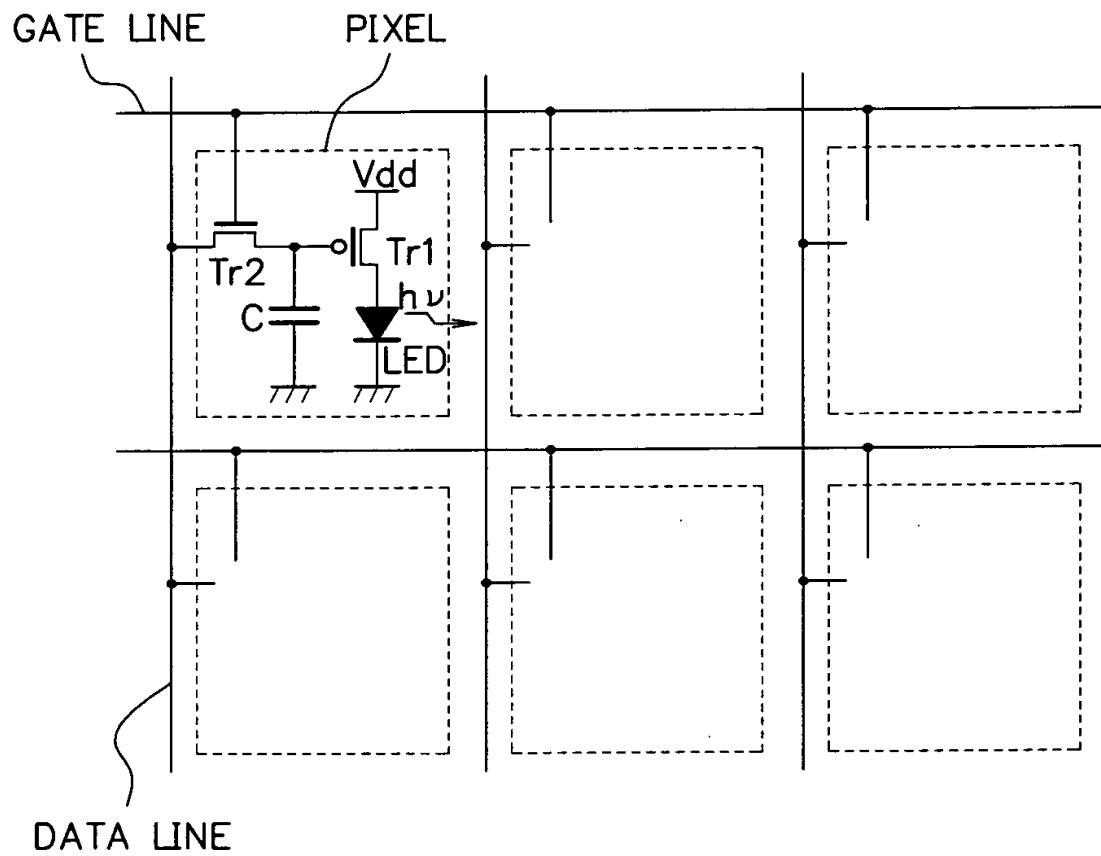 GATE LINE
PIXEL
Vdd
Tr1
Tr2
hν
C
LED
DATA LINE